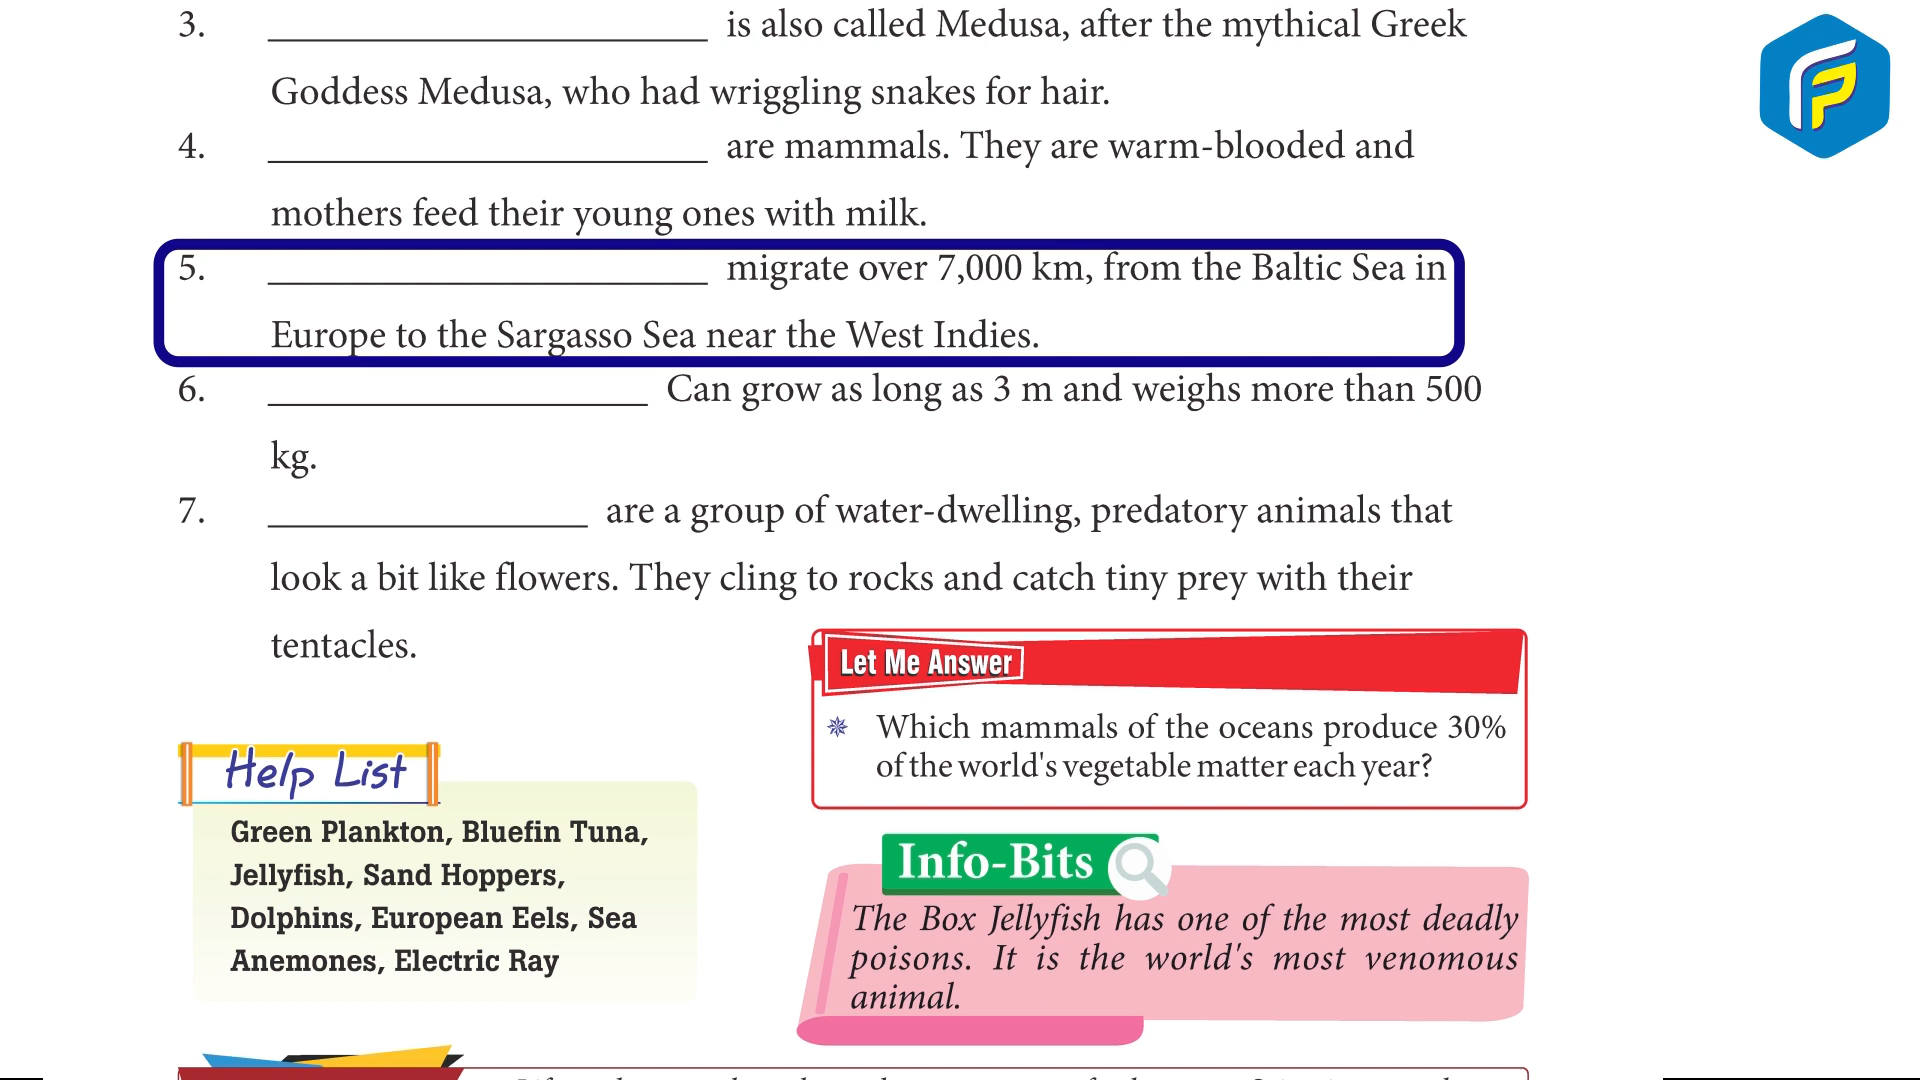 3. ______________________ is also called Medusa, after the mythical Greek
Goddess Medusa, who had wriggling snakes for hair.
4. ______________________ are mammals. They are warm-blooded and
mothers feed their young ones with milk.
5. ______________________ migrate over 7,000 km, from the Baltic Sea in
Europe to the Sargasso Sea near the West Indies.
6. ___________________ Can grow as long as 3 m and weighs more than 500
kg.
7. ________________ are a group of water-dwelling, predatory animals that
look a bit like flowers. They cling to rocks and catch tiny prey with their
tentacles.
Let Me Answer
Which mammals of the oceans produce 30%
of the world's vegetable matter each year?
Help List
Green Plankton, Bluefin Tuna,
Jellyfish, Sand Hoppers,
Dolphins, European Eels, Sea
Anemones, Electric Ray
Info-Bits
The Box Jellyfish has one of the most deadly
poisons. It is the world's most venomous
animal.